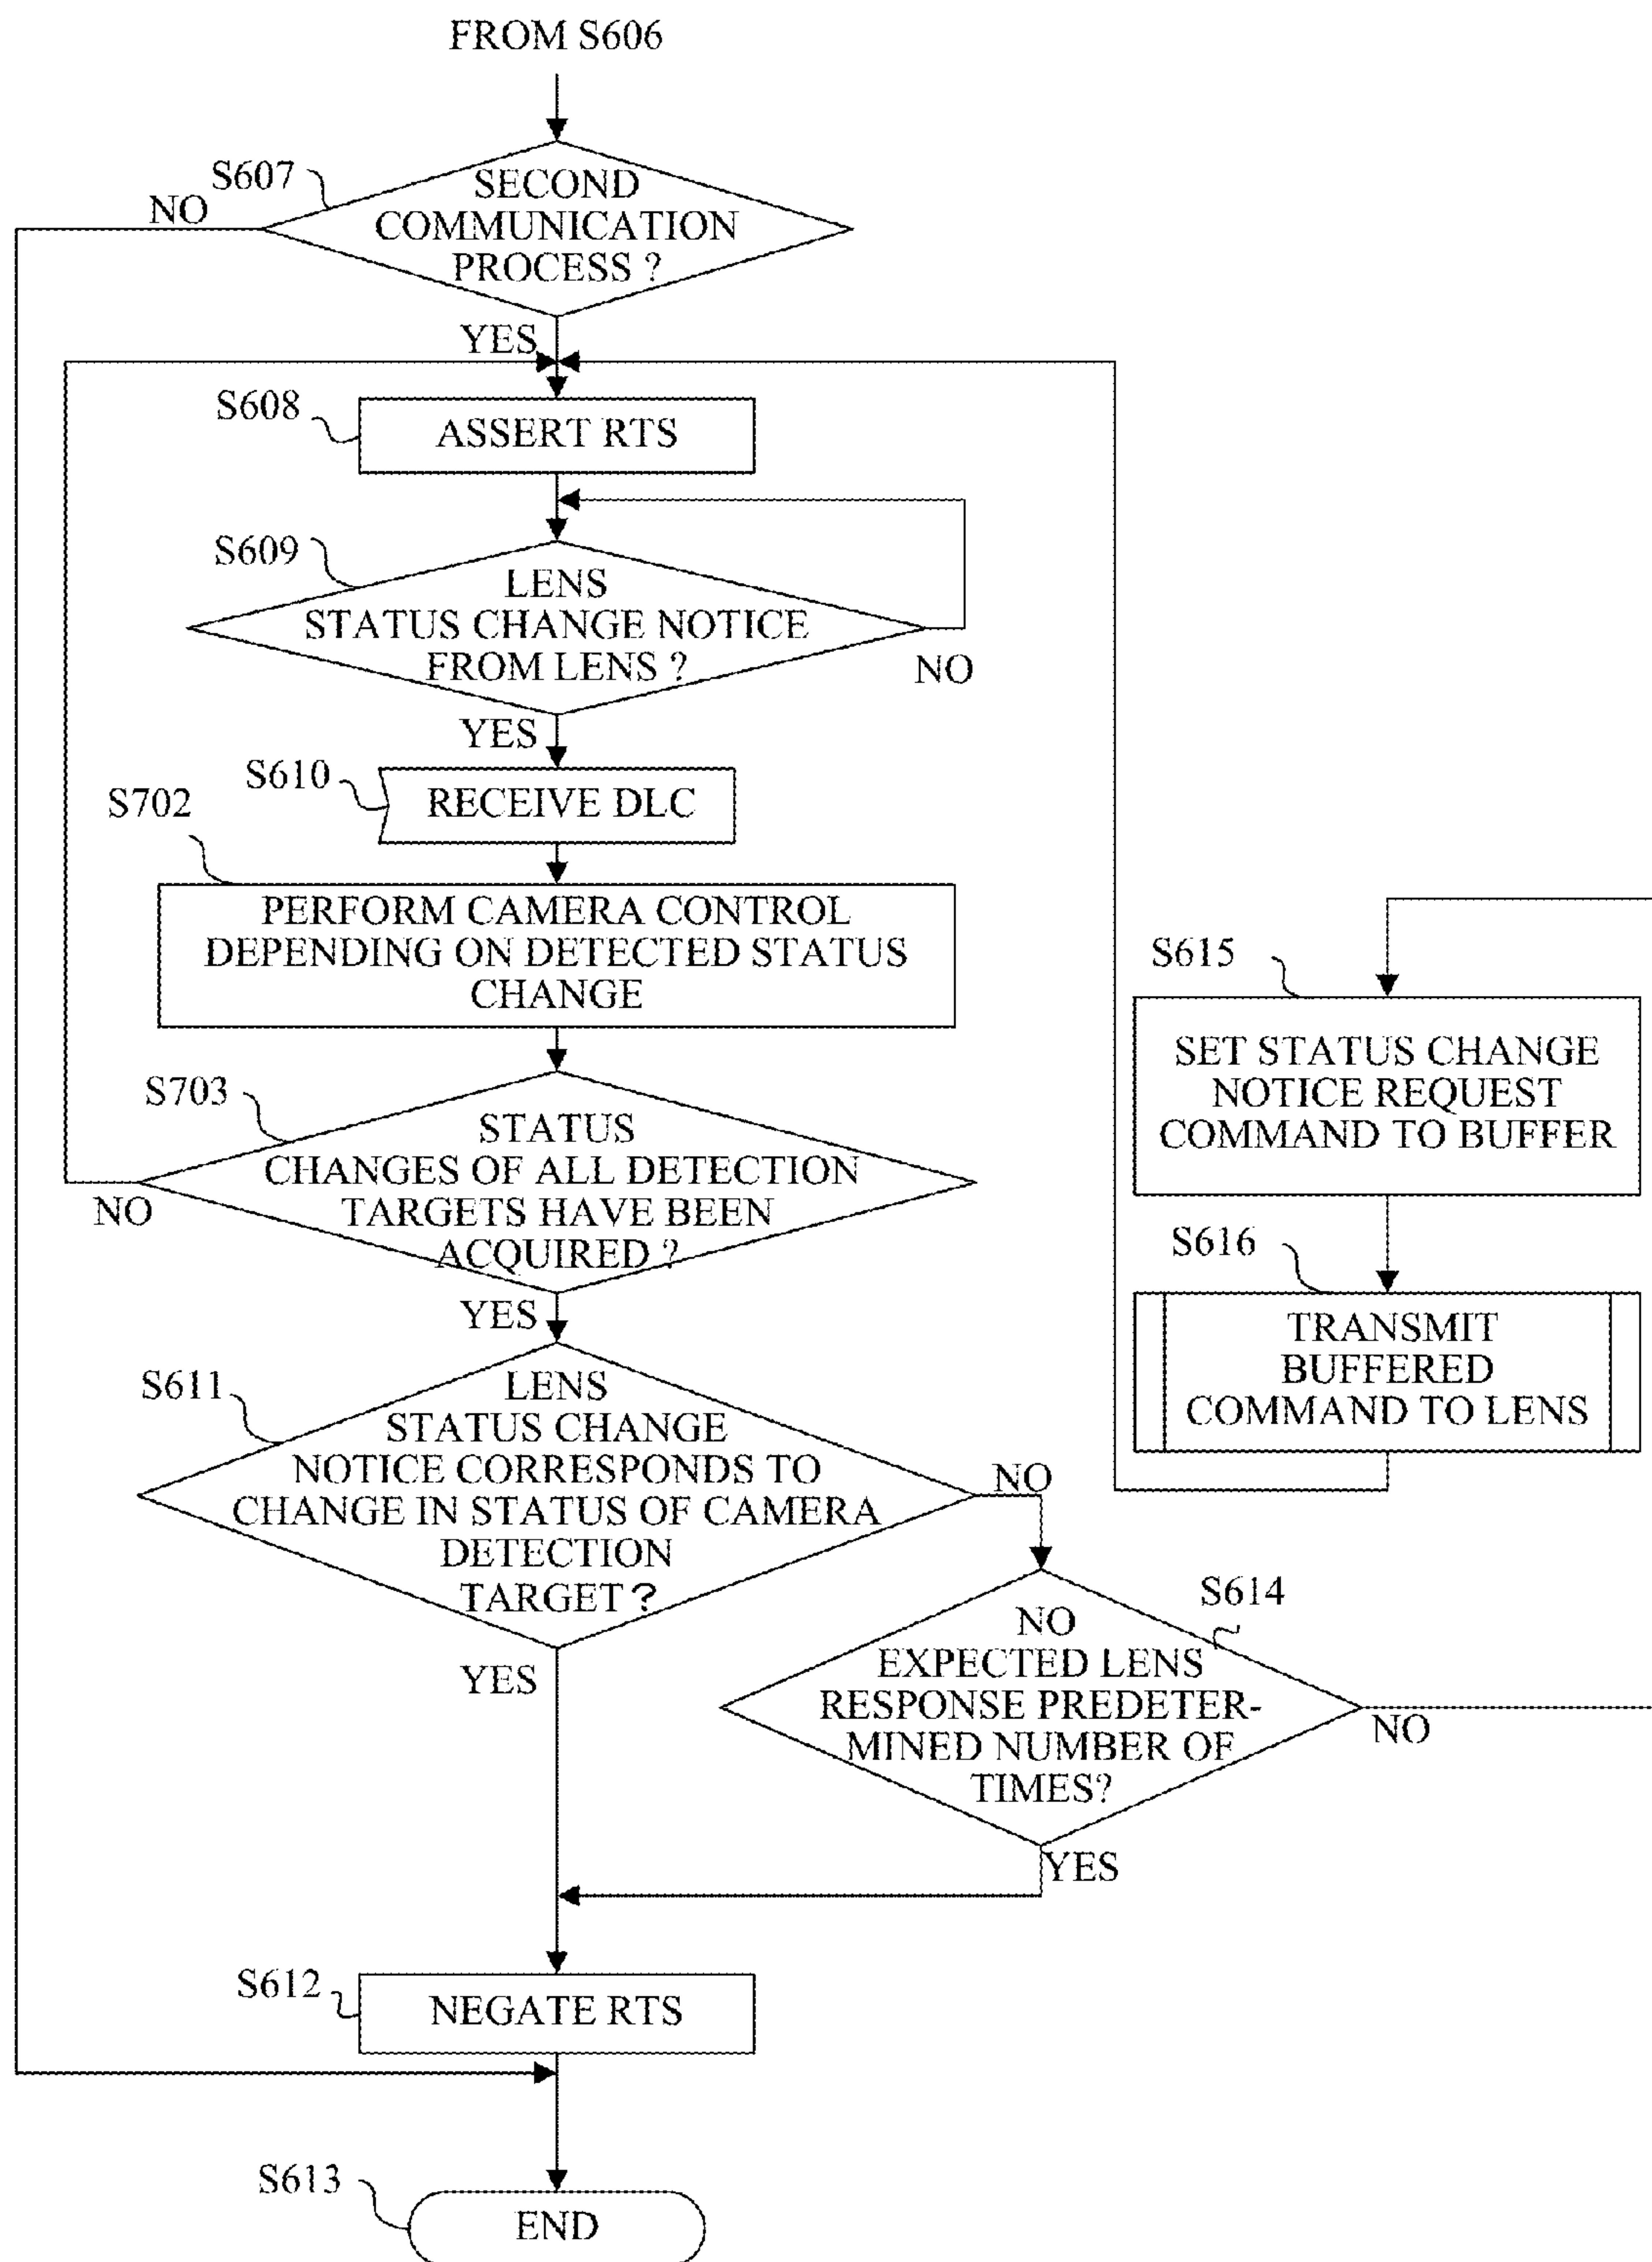 FROM S606
S607
SECOND
COMMUNICATION
PROCESS ?
NO
YES
S608
ASSERT RTS
S609
LENS
STATUS CHANGE NOTICE
FROM LENS ?
NO
YES
S610
RECEIVE DLC
S702
PERFORM CAMERA CONTROL
DEPENDING ON DETECTED STATUS
CHANGE
S703
STATUS
CHANGES OF ALL DETECTION
TARGETS HAVE BEEN
ACQUIRED ?
NO
YES
S611
LENS
STATUS CHANGE
NOTICE CORRESPONDS TO
CHANGE IN STATUS OF CAMERA
DETECTION
TARGET ?
NO
YES
S614
NO
EXPECTED LENS
RESPONSE PREDETER-
MINED NUMBER OF
TIMES?
NO
YES
S615
SET STATUS CHANGE
NOTICE REQUEST
COMMAND TO BUFFER
S616
TRANSMIT
BUFFERED
COMMAND TO LENS
S612
NEGATE RTS
S613
END